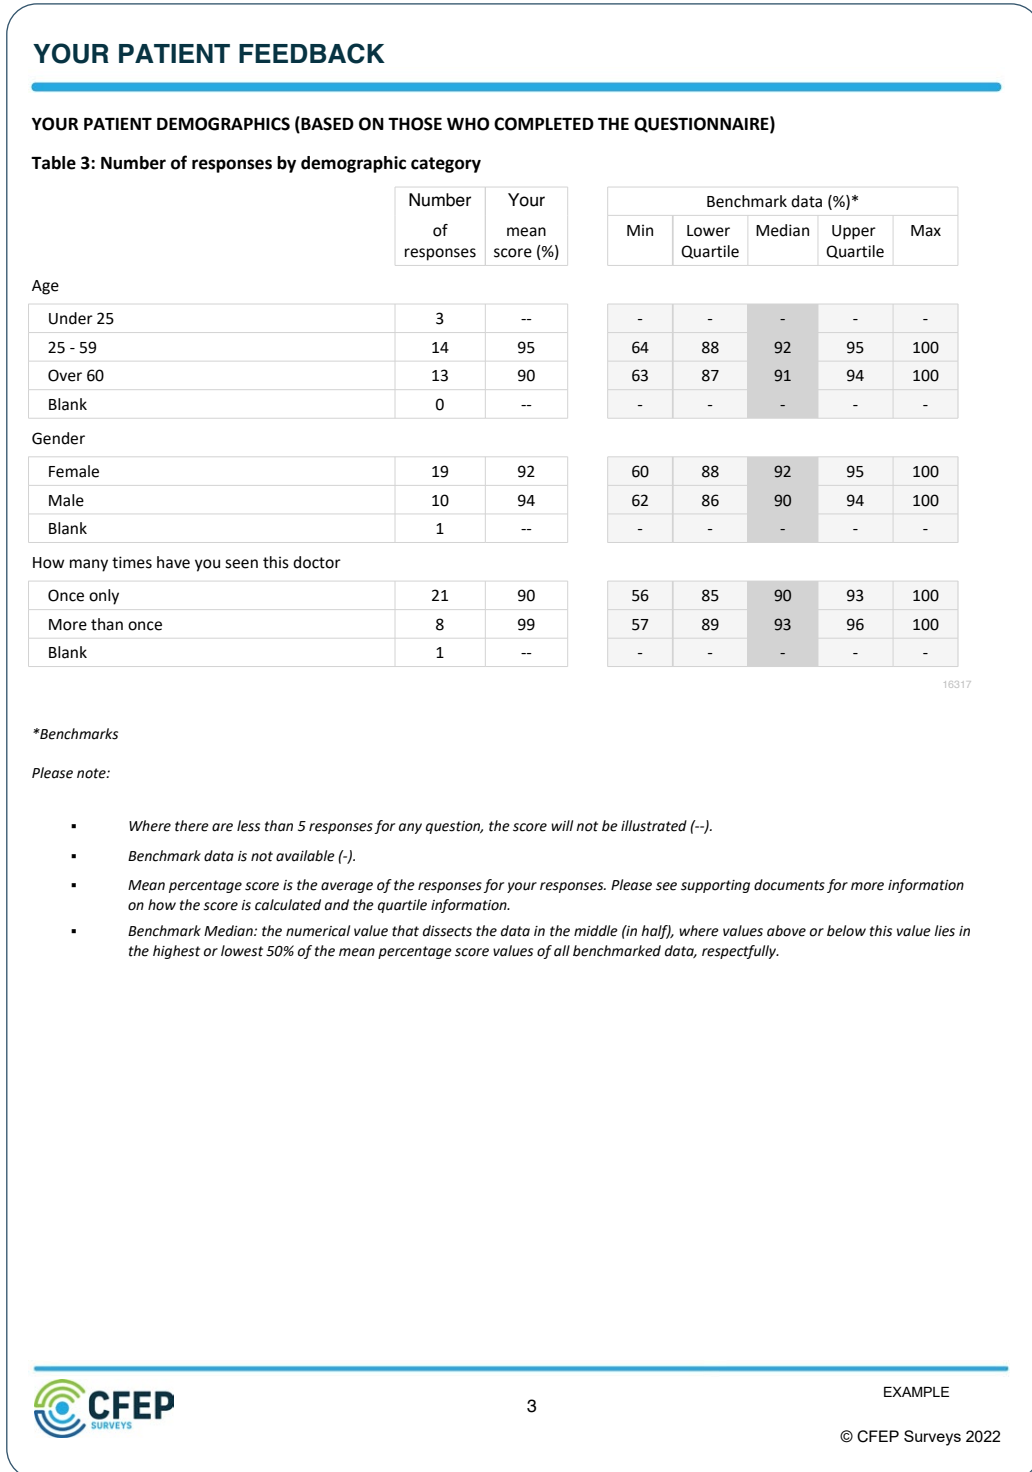 YOUR PATIENT FEEDBACK
YOUR PATIENT DEMOGRAPHICS (BASED ON THOSE WHO COMPLETED THE QUESTIONNAIRE)
Table 3: Number of responses by demographic category
Number of responses Your mean score (%) Benchmark data (%)*
Min Lower Quartile Median Upper Quartile Max
Age
Under 25 3 -- - - - - -
25 - 59 14 95 64 88 92 95 100
Over 60 13 90 63 87 91 94 100
Blank 0 -- - - - - -
Gender
Female 19 92 60 88 92 95 100
Male 10 94 62 86 90 94 100
Blank 1 -- - - - - -
How many times have you seen this doctor
Once only 21 90 56 85 90 93 100
More than once 8 99 57 89 93 96 100
Blank 1 -- - - - - -
16317
*Benchmarks
Please note:
▪ Where there are less than 5 responses for any question, the score will not be illustrated (--).
▪ Benchmark data is not available (-).
▪ Mean percentage score is the average of the responses for your responses. Please see supporting documents for more information
on how the score is calculated and the quartile information.
▪ Benchmark Median: the numerical value that dissects the data in the middle (in half), where values above or below this value lies in
the highest or lowest 50% of the mean percentage score values of all benchmarked data, respectfully.
CFEP
SURVEYS
3
EXAMPLE
© CFEP Surveys 2022